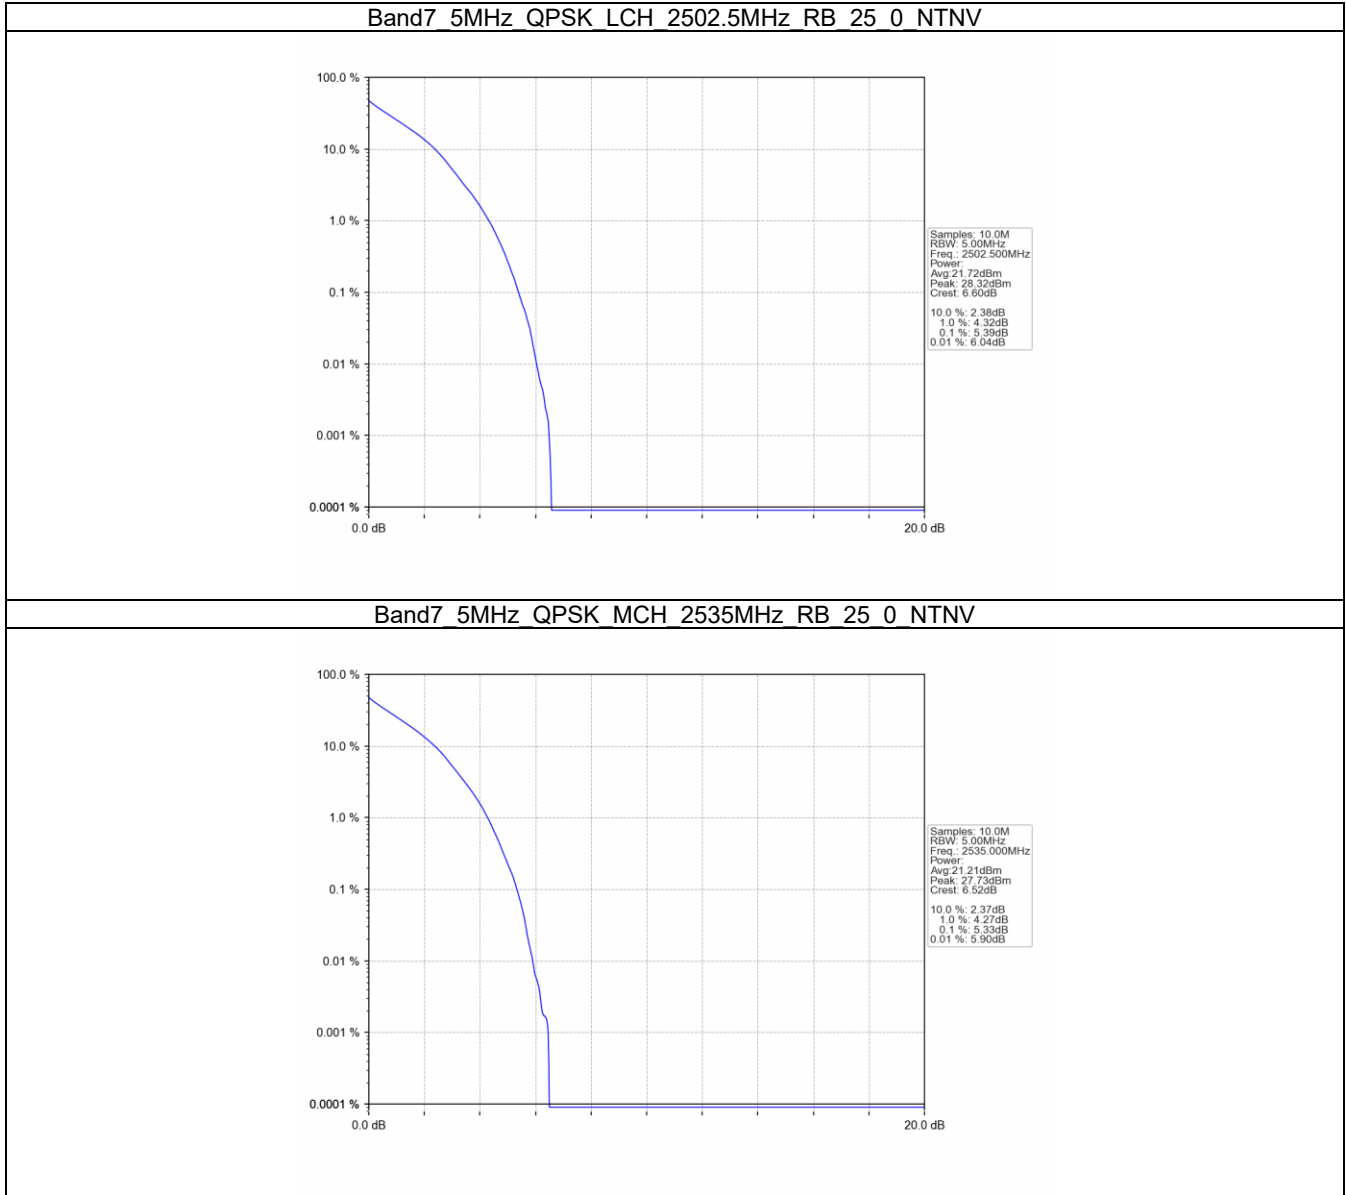 Band7_5MHz_QPSK_LCH_2502.5MHz_RB_25_0_NTNV
100.0 %
10.0 %
1.0 %
0.1 %
0.01 %
0.001 %
0.0001 %
0.0 dB
20.0 dB
Samples: 10.0M
RBW: 5.00MHz
Freq.: 2502.500MHz
Power:
Avg:21.72dBm
Peak: 28.32dBm
Crest: 6.60dB
10.0 %: 2.38dB
1.0 %: 4.32dB
0.1 %: 5.39dB
0.01 %: 6.04dB
Band7_5MHz_QPSK_MCH_2535MHz_RB_25_0_NTNV
100.0 %
10.0 %
1.0 %
0.1 %
0.01 %
0.001 %
0.0001 %
0.0 dB
20.0 dB
Samples: 10.0M
RBW: 5.00MHz
Freq.: 2535.000MHz
Power:
Avg:21.21dBm
Peak: 27.73dBm
Crest: 6.52dB
10.0 %: 2.37dB
1.0 %: 4.27dB
0.1 %: 5.33dB
0.01 %: 5.90dB